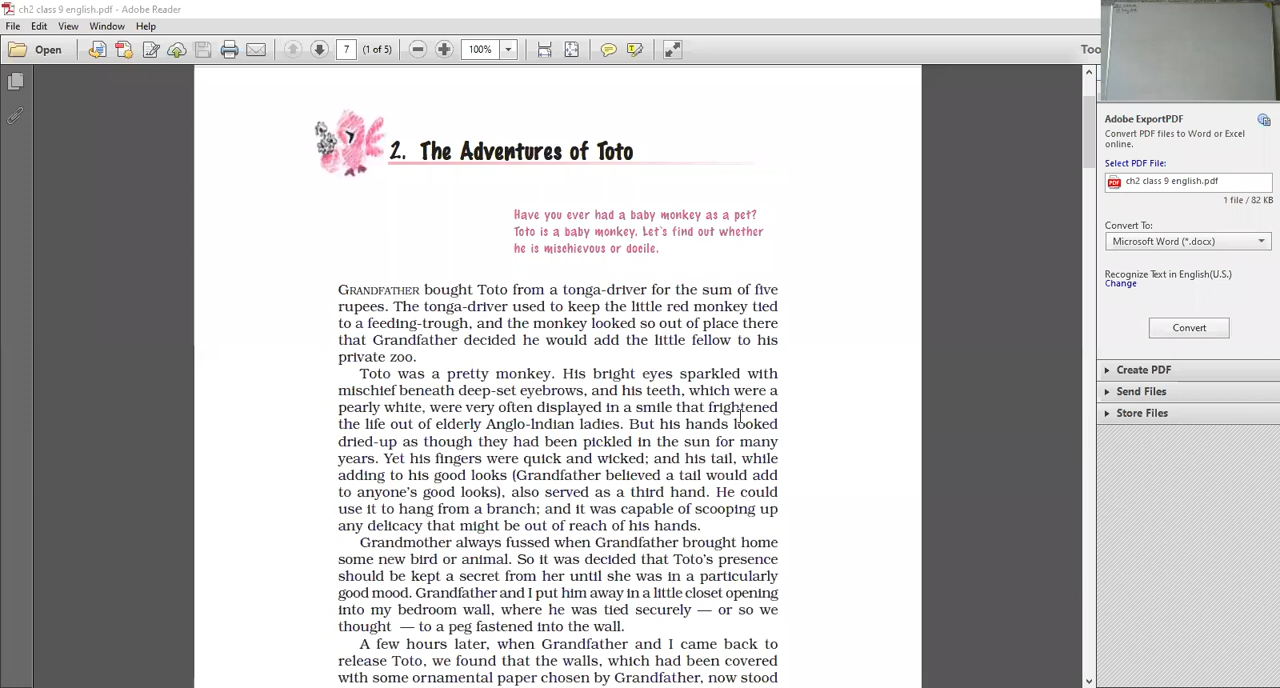 ch2 class 9 english.pdf - Adobe Reader
File Edit View Window Help
Open 7 (1 of 5) 100% Too
2. The Adventures of Toto
Have you ever had a baby monkey as a pet?
Toto is a baby monkey. Let's find out whether
he is mischievous or docile.
GRANDFATHER bought Toto from a tonga-driver for the sum of five
rupees. The tonga-driver used to keep the little red monkey tied
to a feeding-trough, and the monkey looked so out of place there
that Grandfather decided he would add the little fellow to his
private zoo.
Toto was a pretty monkey. His bright eyes sparkled with
mischief beneath deep-set eyebrows, and his teeth, which were a
pearly white, were very often displayed in a smile that frightened
the life out of elderly Anglo-Indian ladies. But his hands looked
dried-up as though they had been pickled in the sun for many
years. Yet his fingers were quick and wicked; and his tail, while
adding to his good looks (Grandfather believed a tail would add
to anyone's good looks), also served as a third hand. He could
use it to hang from a branch; and it was capable of scooping up
any delicacy that might be out of reach of his hands.
Grandmother always fussed when Grandfather brought home
some new bird or animal. So it was decided that Toto's presence
should be kept a secret from her until she was in a particularly
good mood. Grandfather and I put him away in a little closet opening
into my bedroom wall, where he was tied securely — or so we
thought — to a peg fastened into the wall.
A few hours later, when Grandfather and I came back to
release Toto, we found that the walls, which had been covered
with some ornamental paper chosen by Grandfather, now stood
Adobe ExportPDF
Convert PDF files to Word or Excel
online.
Select PDF File:
ch2 class 9 english.pdf
1 file / 82 KB
Convert To:
Microsoft Word (*.docx)
Recognize Text in English(U.S.)
Change
Convert
Create PDF
Send Files
Store Files